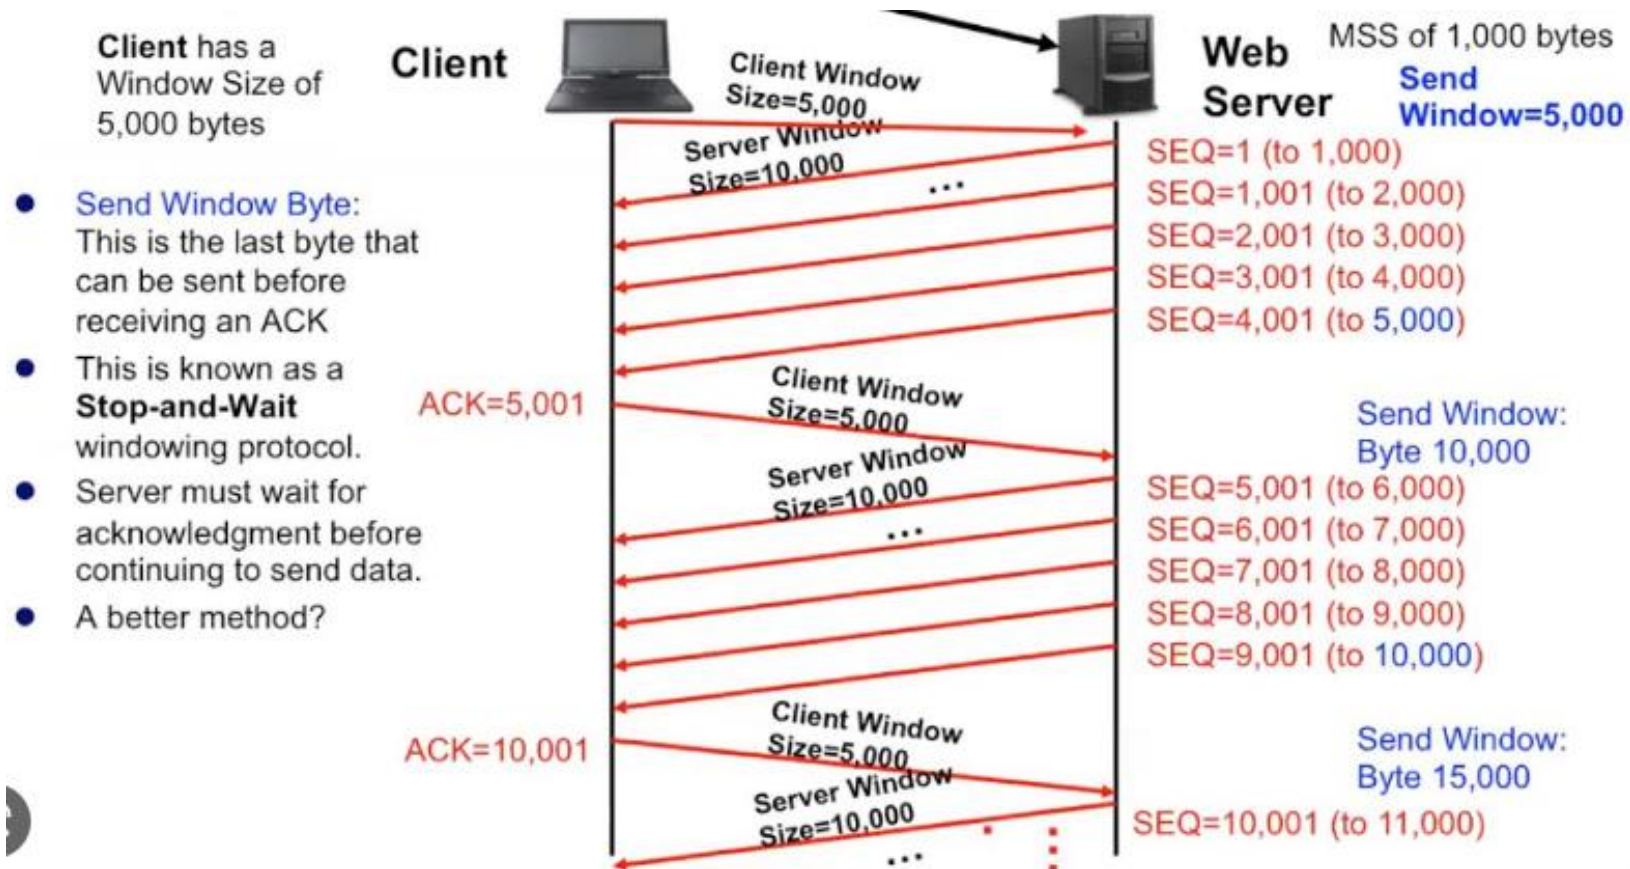 Client has a
Window Size of
5,000 bytes
Client
Client Window
Size=5,000
Web
Server
MSS of 1,000 bytes
Send
Window=5,000
Server Window
Size=10,000
...
SEQ=1 (to 1,000)
SEQ=1,001 (to 2,000)
SEQ=2,001 (to 3,000)
SEQ=3,001 (to 4,000)
SEQ=4,001 (to 5,000)
Send Window Byte:
This is the last byte that
can be sent before
receiving an ACK
This is known as a
Stop-and-Wait
windowing protocol.
Server must wait for
acknowledgment before
continuing to send data.
A better method?
ACK=5,001
Client Window
Size=5,000
Send Window:
Byte 10,000
Server Window
Size=10,000
...
SEQ=5,001 (to 6,000)
SEQ=6,001 (to 7,000)
SEQ=7,001 (to 8,000)
SEQ=8,001 (to 9,000)
SEQ=9,001 (to 10,000)
ACK=10,001
Client Window
Size=5,000
Send Window:
Byte 15,000
Server Window
Size=10,000
...
SEQ=10,001 (to 11,000)